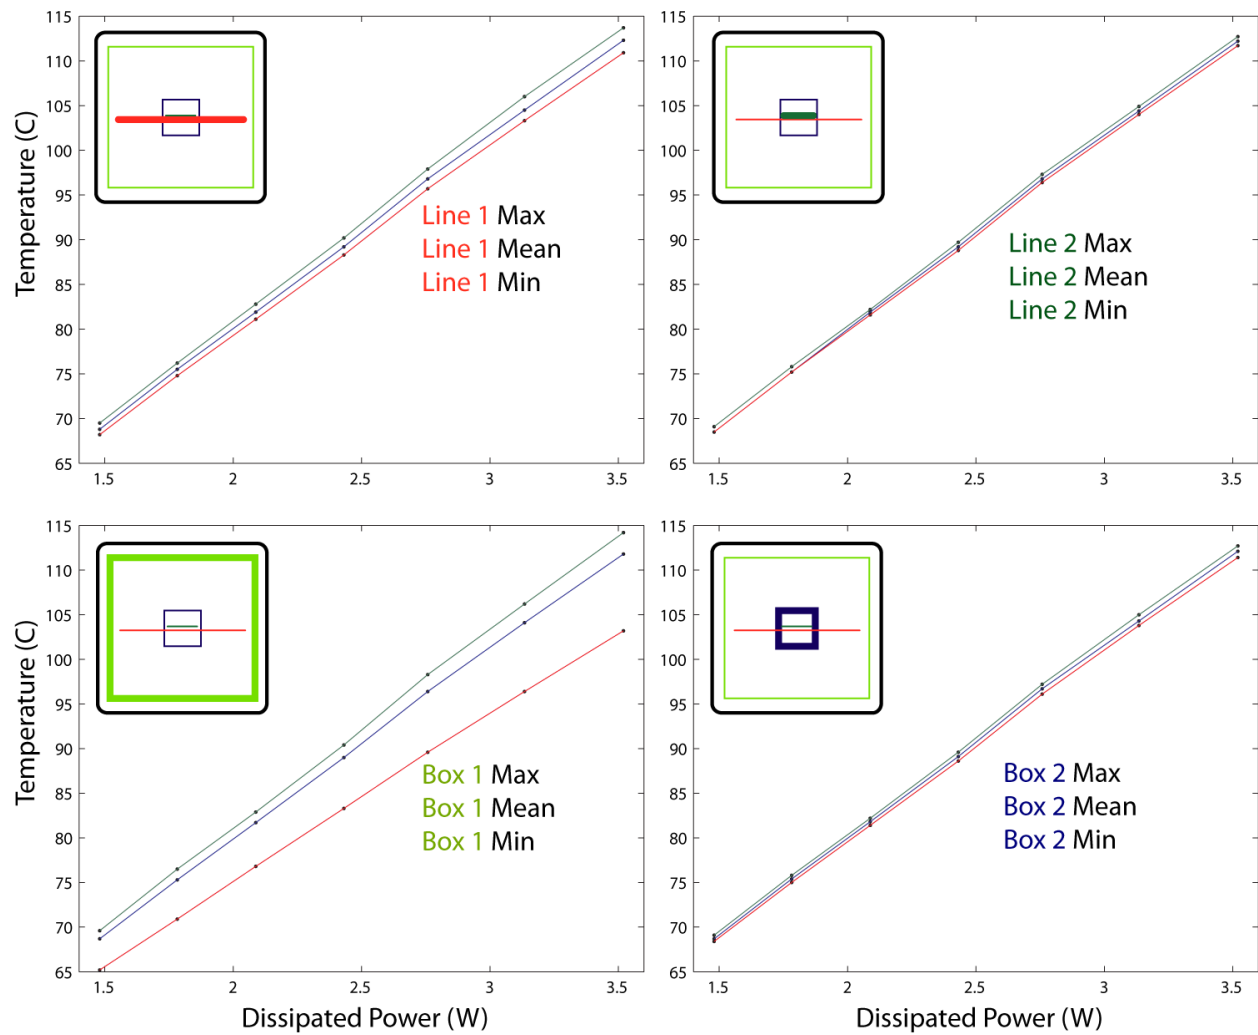 115
110
105
100
95
90
85
80
75
70
65
Temperature (C)
Line 1 Max
Line 1 Mean
Line 1 Min
1.5 2 2.5 3 3.5
115
110
105
100
95
90
85
80
75
70
65
Line 2 Max
Line 2 Mean
Line 2 Min
1.5 2 2.5 3 3.5
115
110
105
100
95
90
85
80
75
70
65
Temperature (C)
Box 1 Max
Box 1 Mean
Box 1 Min
1.5 2 2.5 3 3.5
Dissipated Power (W)
115
110
105
100
95
90
85
80
75
70
65
Box 2 Max
Box 2 Mean
Box 2 Min
1.5 2 2.5 3 3.5
Dissipated Power (W)